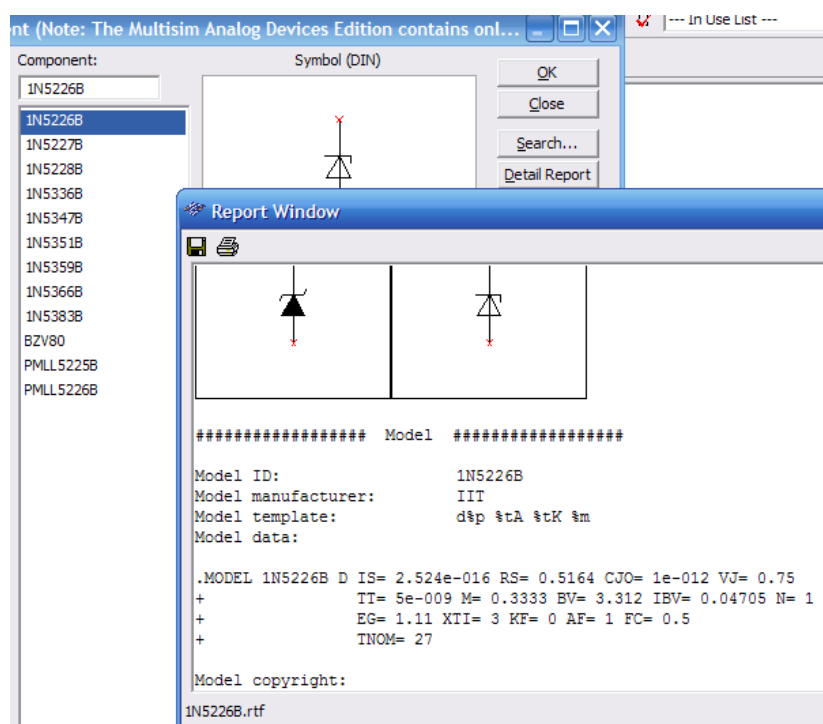 nt (Note: The Multisim Analog Devices Edition contains onl...
--- In Use List ---
Component:
Symbol (DIN)
1N5226B
OK
Close
Search...
Detail Report
1N5226B
1N5227B
1N5228B
1N5336B
1N5347B
1N5351B
1N5359B
1N5366B
1N5383B
BZV80
PMLL5225B
PMLL5226B
Report Window
################## Model ##################
Model ID: 1N5226B
Model manufacturer: IIT
Model template: d%p %tA %tK %m
Model data:
.MODEL 1N5226B D IS= 2.524e-016 RS= 0.5164 CJO= 1e-012 VJ= 0.75
+ TT= 5e-009 M= 0.3333 BV= 3.312 IBV= 0.04705 N= 1
+ EG= 1.11 XTI= 3 KF= 0 AF= 1 FC= 0.5
+ TNOM= 27
Model copyright:
1N5226B.rtf